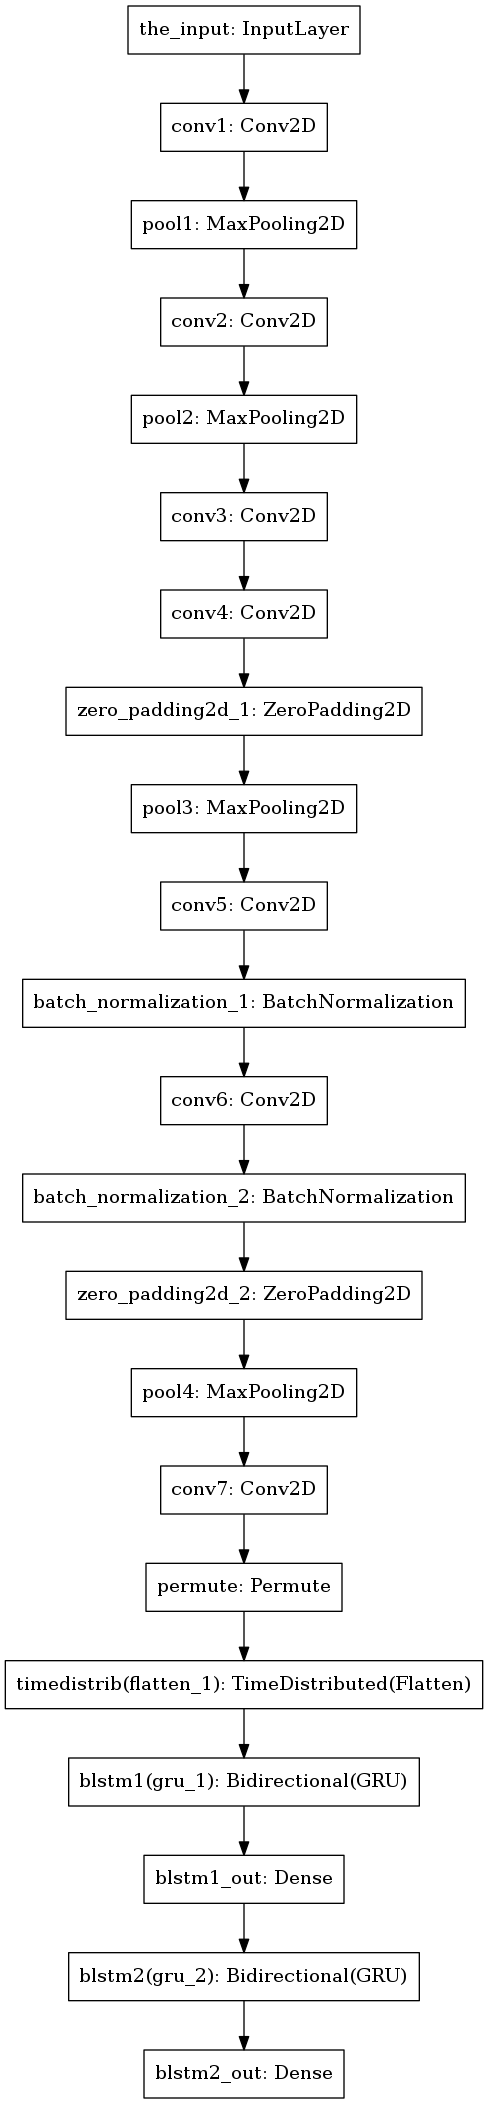 the_input: InputLayer
conv1: Conv2D
pool1: MaxPooling2D
conv2: Conv2D
pool2: MaxPooling2D
conv3: Conv2D
conv4: Conv2D
zero_padding2d_1: ZeroPadding2D
pool3: MaxPooling2D
conv5: Conv2D
batch_normalization_1: BatchNormalization
conv6: Conv2D
batch_normalization_2: BatchNormalization
zero_padding2d_2: ZeroPadding2D
pool4: MaxPooling2D
conv7: Conv2D
permute: Permute
timedistrib(flatten_1): TimeDistributed(Flatten)
blstm1(gru_1): Bidirectional(GRU)
blstm1_out: Dense
blstm2(gru_2): Bidirectional(GRU)
blstm2_out: Dense